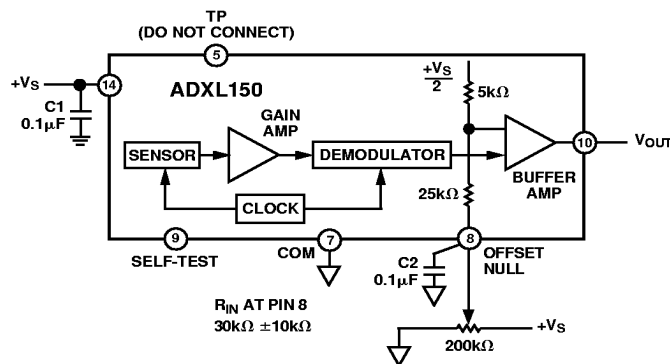 TP
(DO NOT CONNECT)
5
+VS
14
ADXL150
+VS
2
5kΩ
C1
0.1µF
GAIN
AMP
10
VOUT
SENSOR
DEMODULATOR
BUFFER
AMP
25kΩ
CLOCK
9
7
8
SELF-TEST
COM
C2
0.1µF
OFFSET
NULL
RIN AT PIN 8
30kΩ ±10kΩ
+VS
200kΩ